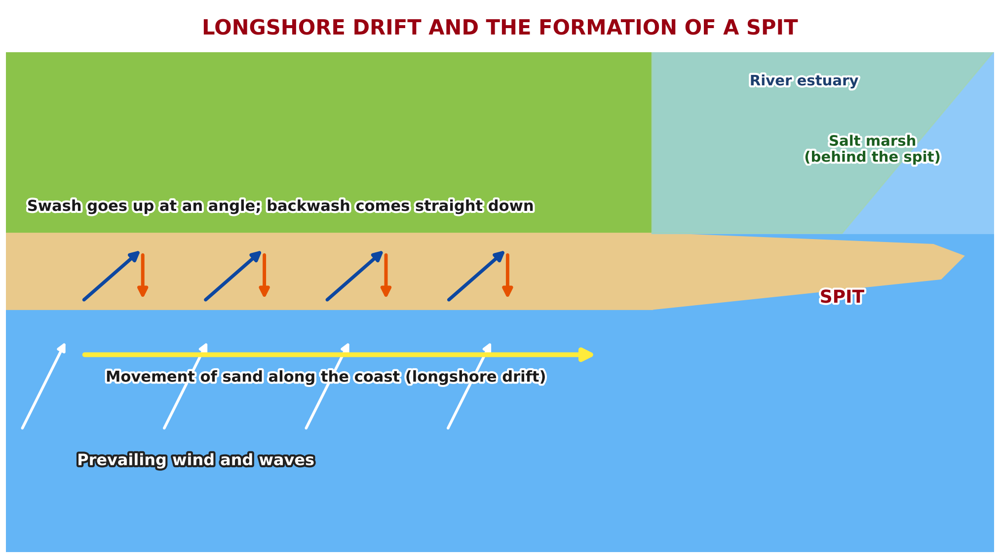 LONGSHORE DRIFT AND THE FORMATION OF A SPIT
River estuary
Salt marsh
(behind the spit)
Swash goes up at an angle; backwash comes straight down
SPIT
Movement of sand along the coast (longshore drift)
Prevailing wind and waves